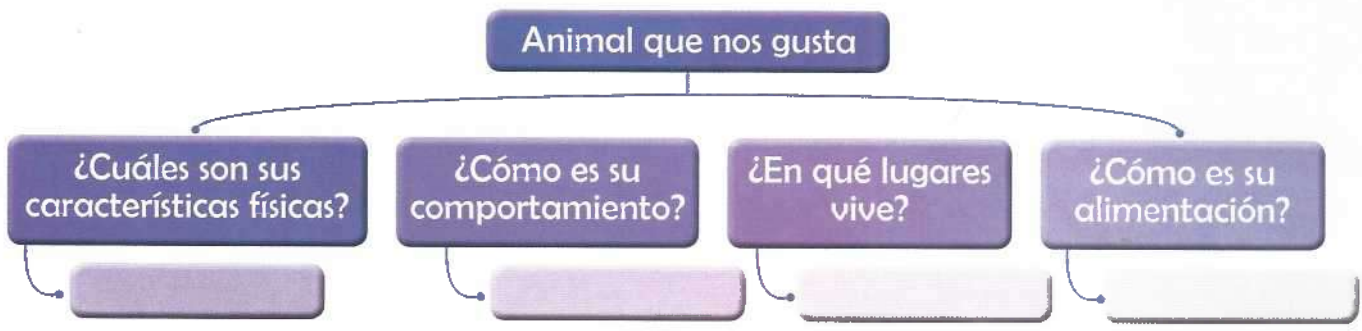 Animal que nos gusta
¿Cuáles son sus
características físicas?
¿Cómo es su
comportamiento?
¿En qué lugares
vive?
¿Cómo es su
alimentación?